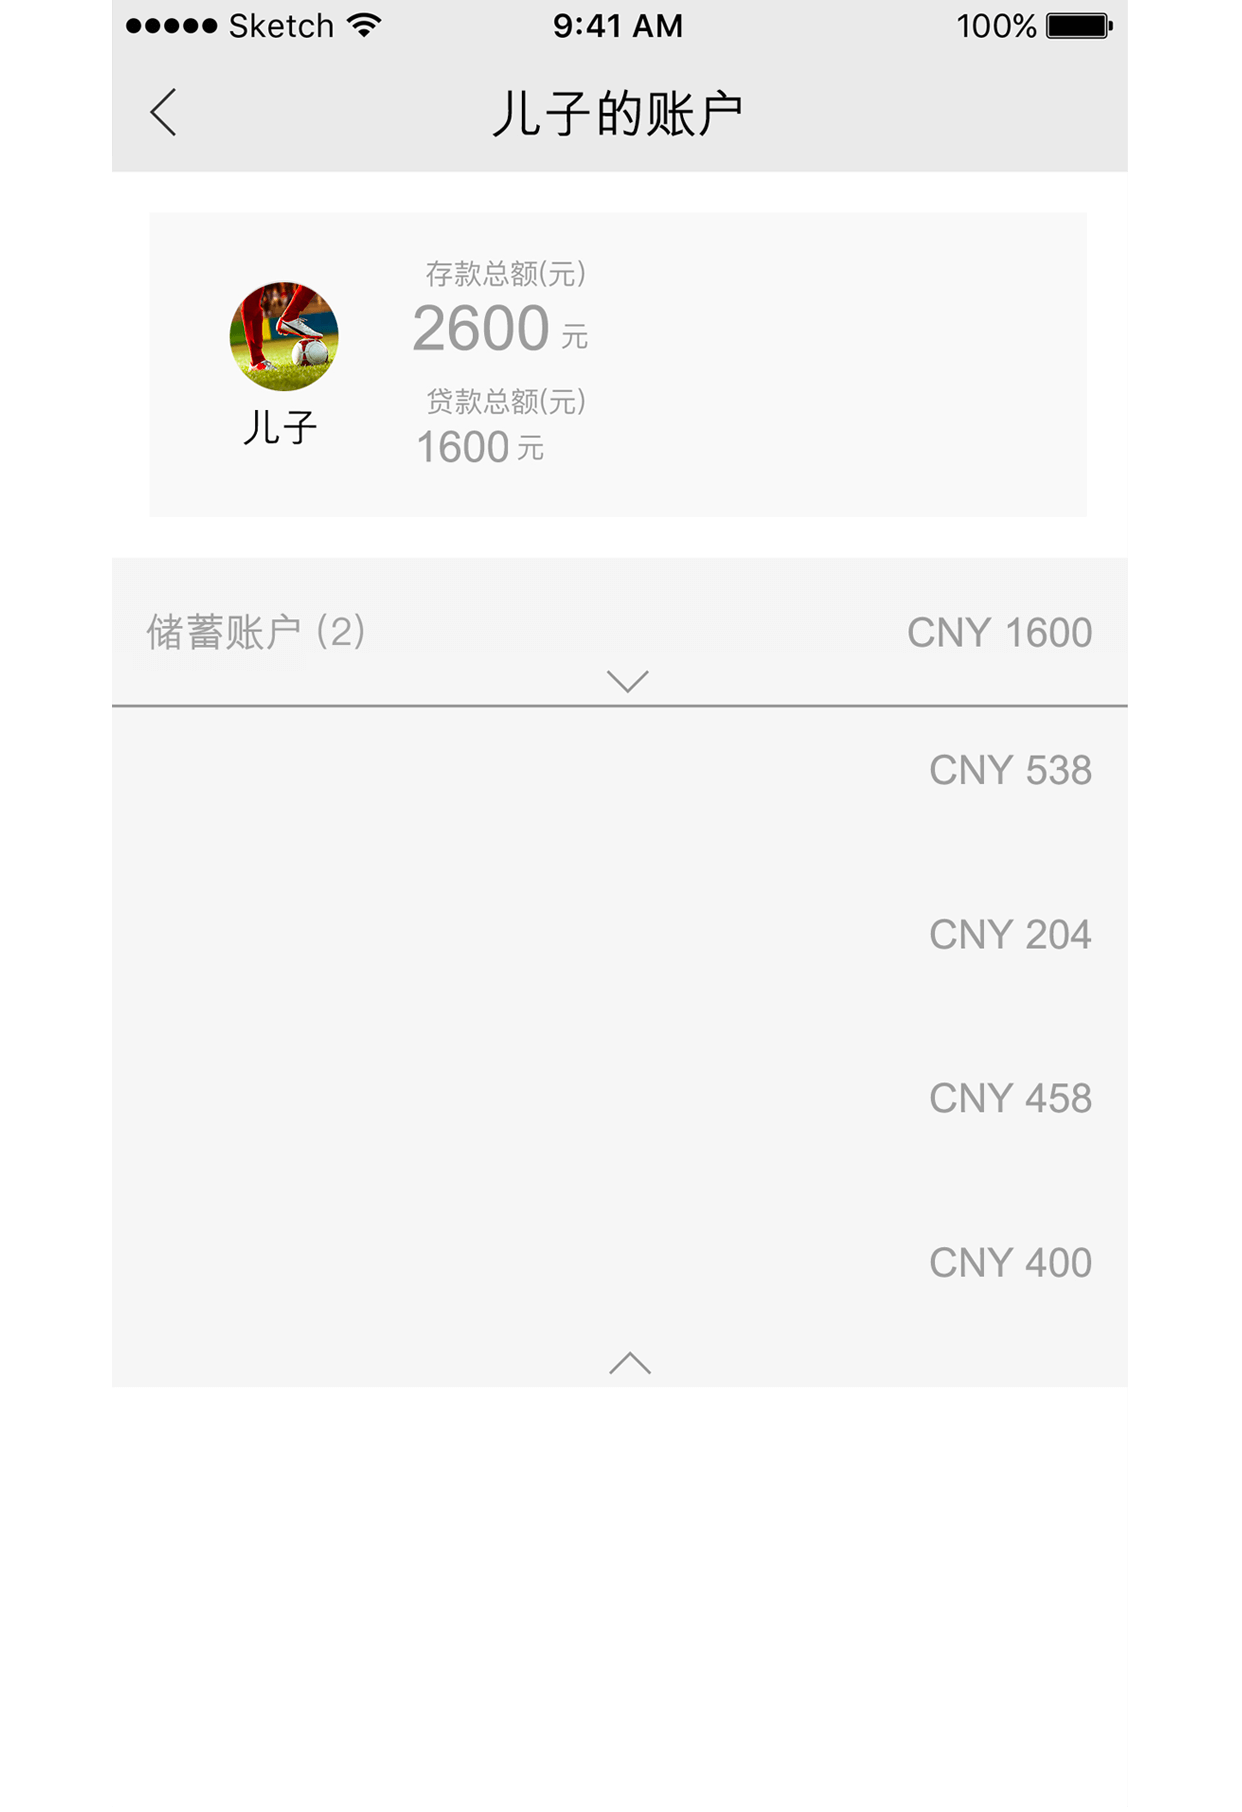 ●●●●● Sketch 9:41 AM 100%
儿子的账户
存款总额(元)
2600 元
贷款总额(元)
1600 元
儿子
储蓄账户 (2) CNY 1600
CNY 538
CNY 204
CNY 458
CNY 400